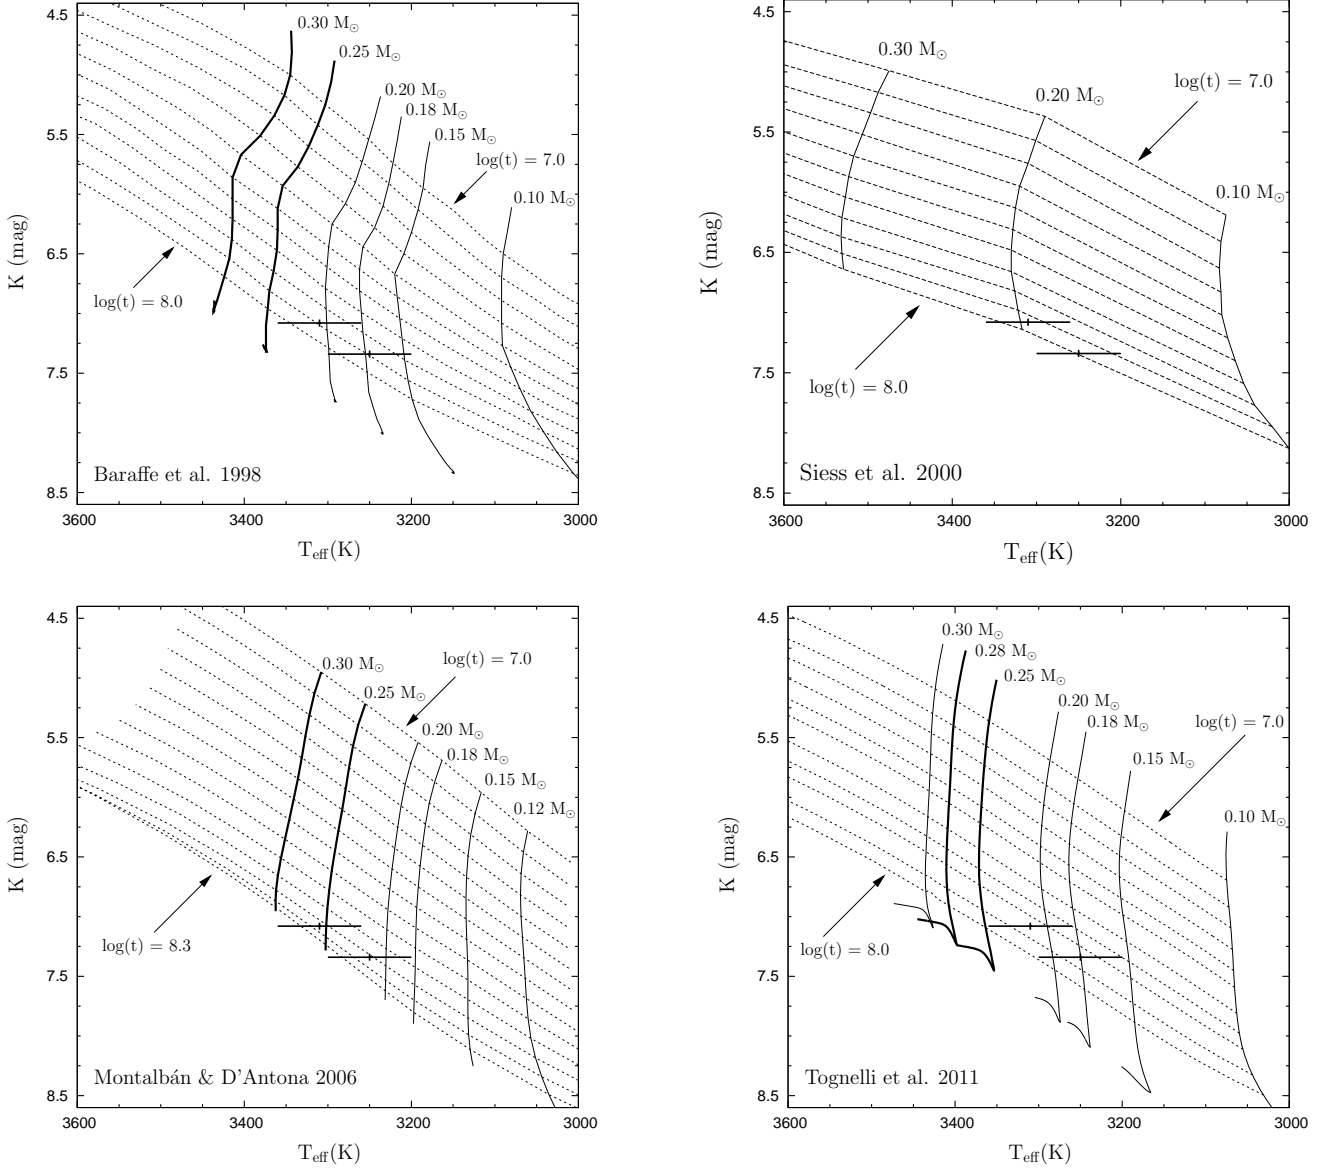 4.5
5.5
6.5
7.5
8.5
K (mag)
0.30 M☉
0.25 M☉
0.20 M☉
0.18 M☉
0.15 M☉
log(t) = 7.0
0.10 M☉
log(t) = 8.0
Baraffe et al. 1998
3600
3400
3200
3000
Teff(K)
4.5
5.5
6.5
7.5
8.5
K (mag)
0.30 M☉
0.20 M☉
log(t) = 7.0
0.10 M☉
log(t) = 8.0
Siess et al. 2000
3600
3400
3200
3000
Teff(K)
4.5
5.5
6.5
7.5
8.5
K (mag)
0.30 M☉
log(t) = 7.0
0.25 M☉
0.20 M☉
0.18 M☉
0.15 M☉
0.12 M☉
log(t) = 8.3
Montalbán & D'Antona 2006
3600
3400
3200
3000
Teff(K)
4.5
5.5
6.5
7.5
8.5
K (mag)
0.30 M☉
0.28 M☉
0.25 M☉
0.20 M☉
0.18 M☉
log(t) = 7.0
0.15 M☉
0.10 M☉
log(t) = 8.0
Tognelli et al. 2011
3600
3400
3200
3000
Teff(K)